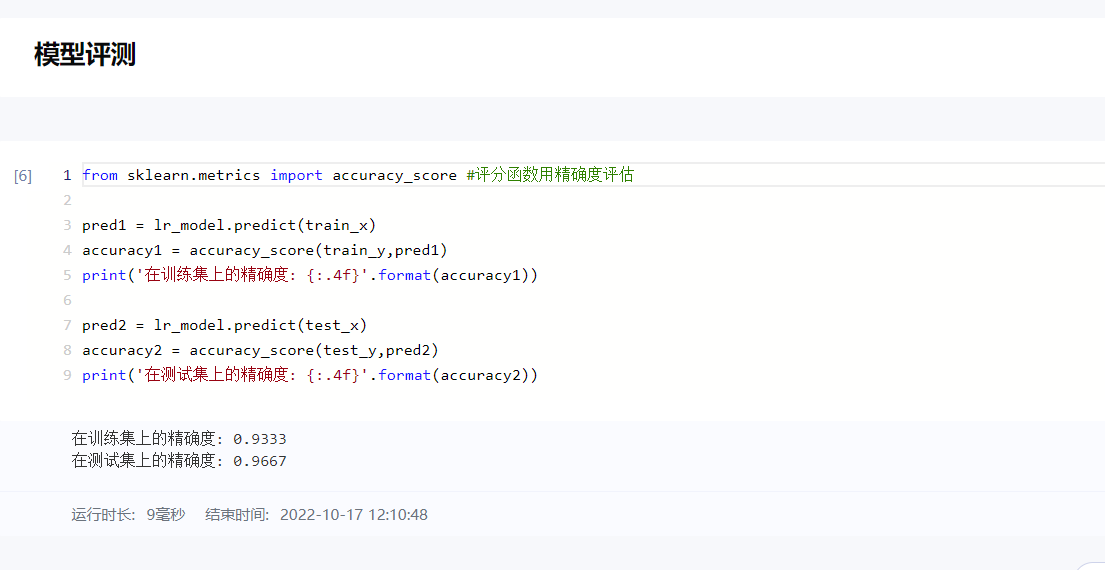 模型评测
[6]
1 from sklearn.metrics import accuracy_score #评分函数用精确度评估
2
3 pred1 = lr_model.predict(train_x)
4 accuracy1 = accuracy_score(train_y,pred1)
5 print('在训练集上的精确度: {:.4f}'.format(accuracy1))
6
7 pred2 = lr_model.predict(test_x)
8 accuracy2 = accuracy_score(test_y,pred2)
9 print('在测试集上的精确度: {:.4f}'.format(accuracy2))
在训练集上的精确度: 0.9333
在测试集上的精确度: 0.9667
运行时长: 9毫秒 结束时间: 2022-10-17 12:10:48